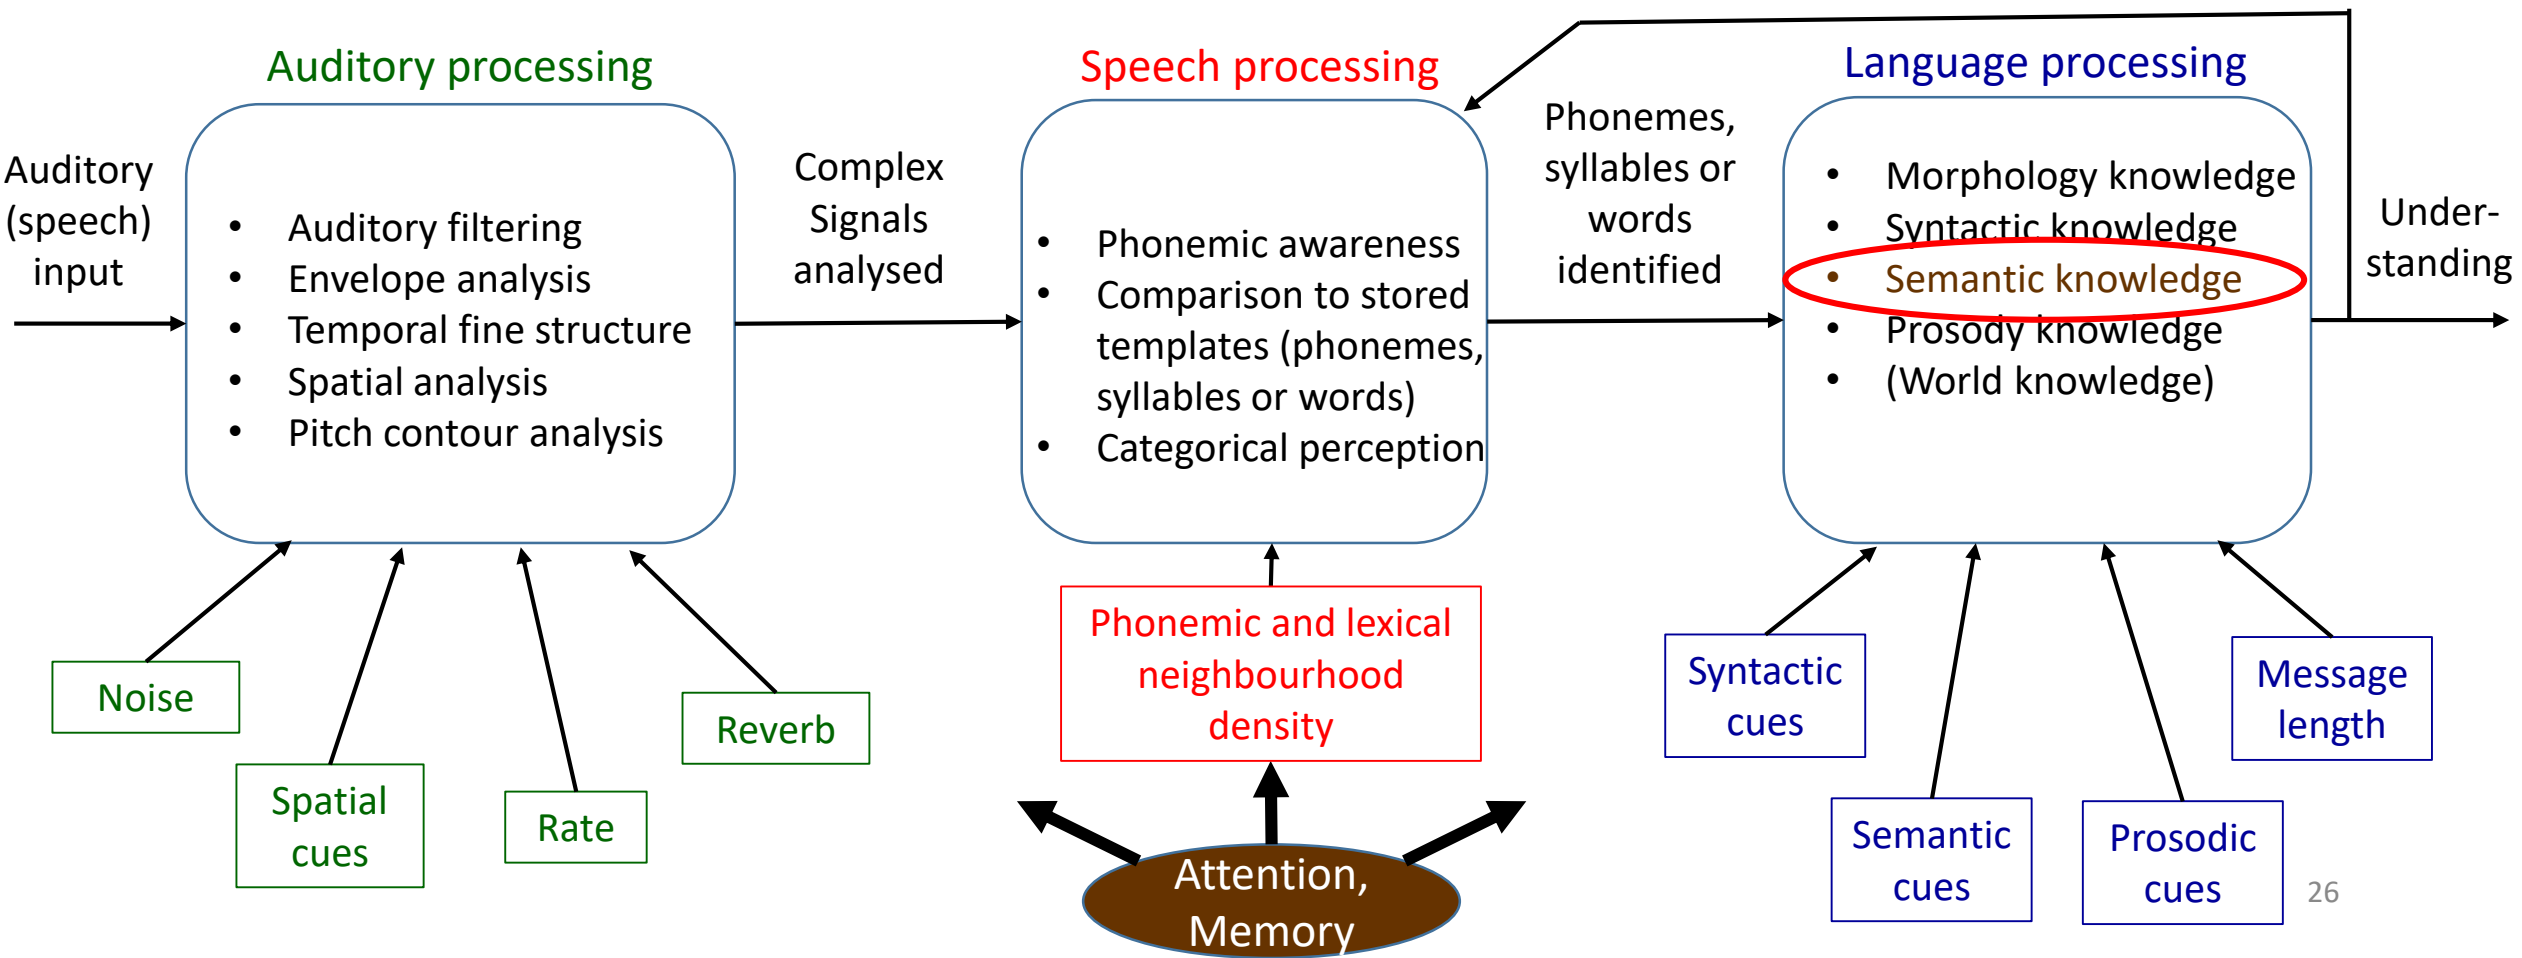 Auditory processing
Speech processing
Language processing
Auditory
(speech)
input
• Auditory filtering
• Envelope analysis
• Temporal fine structure
• Spatial analysis
• Pitch contour analysis
Complex
Signals
analysed
• Phonemic awareness
• Comparison to stored
templates (phonemes,
syllables or words)
• Categorical perception
Phonemes,
syllables or
words
identified
• Morphology knowledge
• Syntactic knowledge
• Semantic knowledge
• Prosody knowledge
• (World knowledge)
Under-
standing
Noise
Spatial
cues
Rate
Reverb
Phonemic and lexical
neighbourhood
density
Attention,
Memory
Syntactic
cues
Semantic
cues
Prosodic
cues
Message
length
26